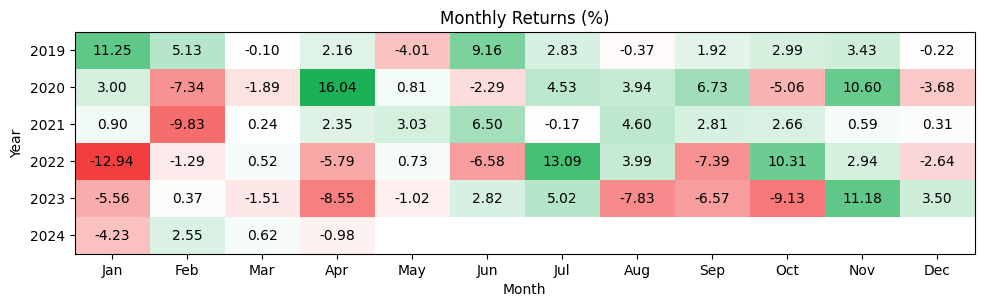 Monthly Returns (%)
2019 11.25 5.13 -0.10 2.16 -4.01 9.16 2.83 -0.37 1.92 2.99 3.43 -0.22
2020 3.00 -7.34 -1.89 16.04 0.81 -2.29 4.53 3.94 6.73 -5.06 10.60 -3.68
2021 0.90 -9.83 0.24 2.35 3.03 6.50 -0.17 4.60 2.81 2.66 0.59 0.31
Year
2022 -12.94 -1.29 0.52 -5.79 0.73 -6.58 13.09 3.99 -7.39 10.31 2.94 -2.64
2023 -5.56 0.37 -1.51 -8.55 -1.02 2.82 5.02 -7.83 -6.57 -9.13 11.18 3.50
2024 -4.23 2.55 0.62 -0.98
Jan Feb Mar Apr May Jun Jul Aug Sep Oct Nov Dec
Month